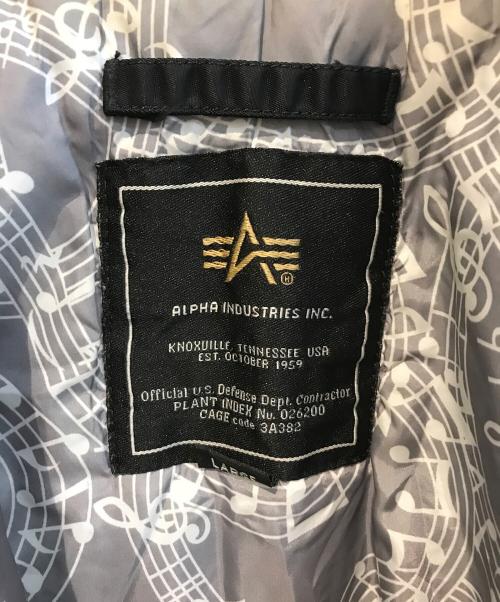 ALPHA INDUSTRIES INC.
KNOXVILLE, TENNESSEE USA
EST. OCTOBER 1959
Official U.S. Defense Dept. Contractor
PLANT INDEX No. 026200
CAGE code 3A382
LARGE